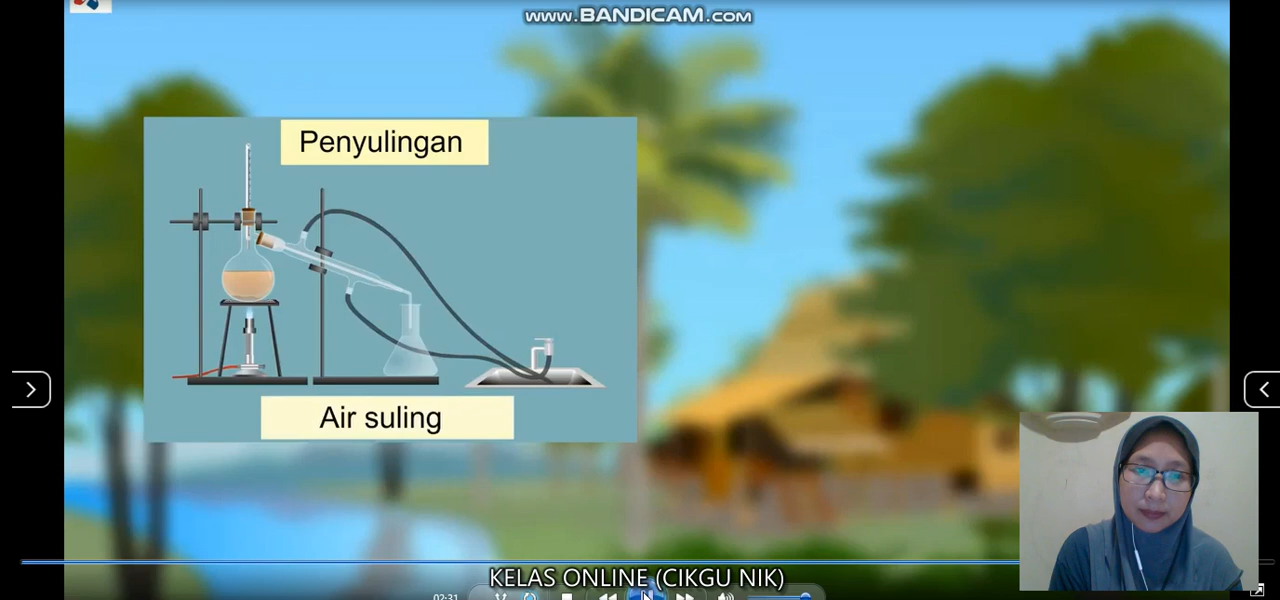 www.BANDICAM.com
Penyulingan
Air suling
KELAS ONLINE (CIKGU NIK)
02:31